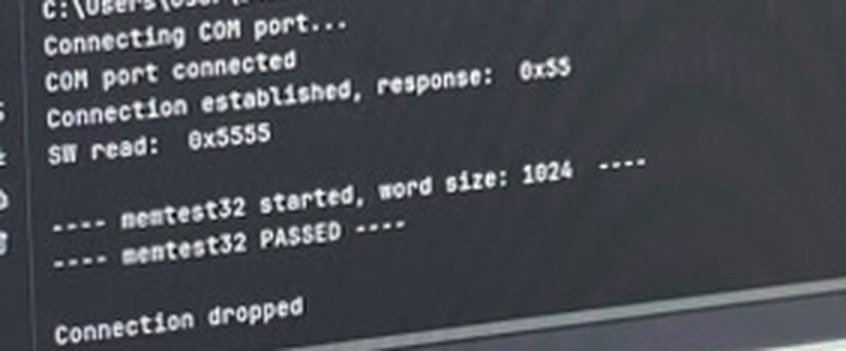 C:\Users\
Connecting COM port...
COM port connected
Connection established, response:  0x55
SW read:  0x5555
---- memtest32 started, word size: 1024  ----
---- memtest32 PASSED ----
Connection dropped